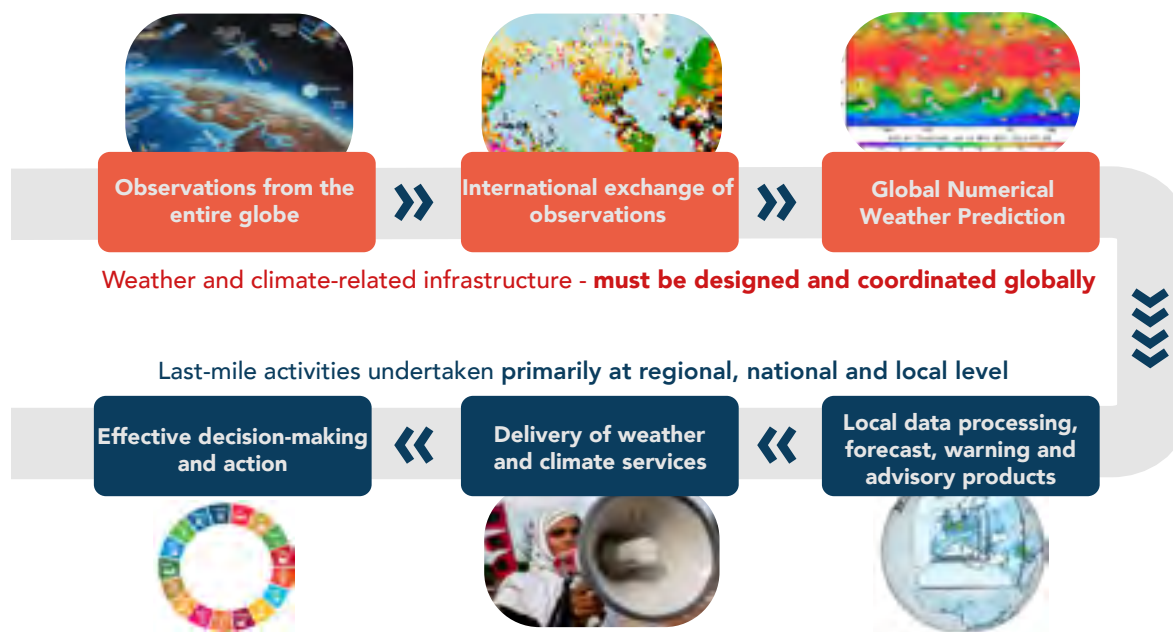 Observations from the
entire globe
International exchange of
observations
Global Numerical
Weather Prediction
Weather and climate-related infrastructure - must be designed and coordinated globally
Last-mile activities undertaken primarily at regional, national and local level
Local data processing,
forecast, warning and
advisory products
Delivery of weather
and climate services
Effective decision-making
and action